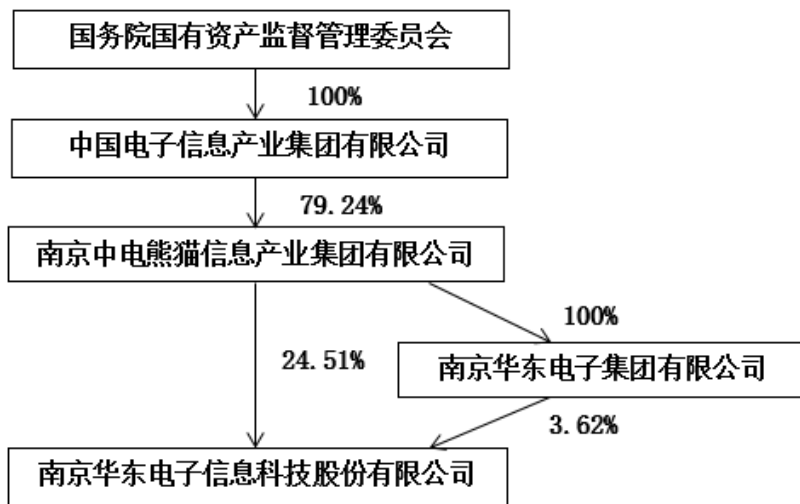 国务院国有资产监督管理委员会
100%
中国电子信息产业集团有限公司
79.24%
南京中电熊猫信息产业集团有限公司
100%
24.51%
南京华东电子集团有限公司
3.62%
南京华东电子信息科技股份有限公司